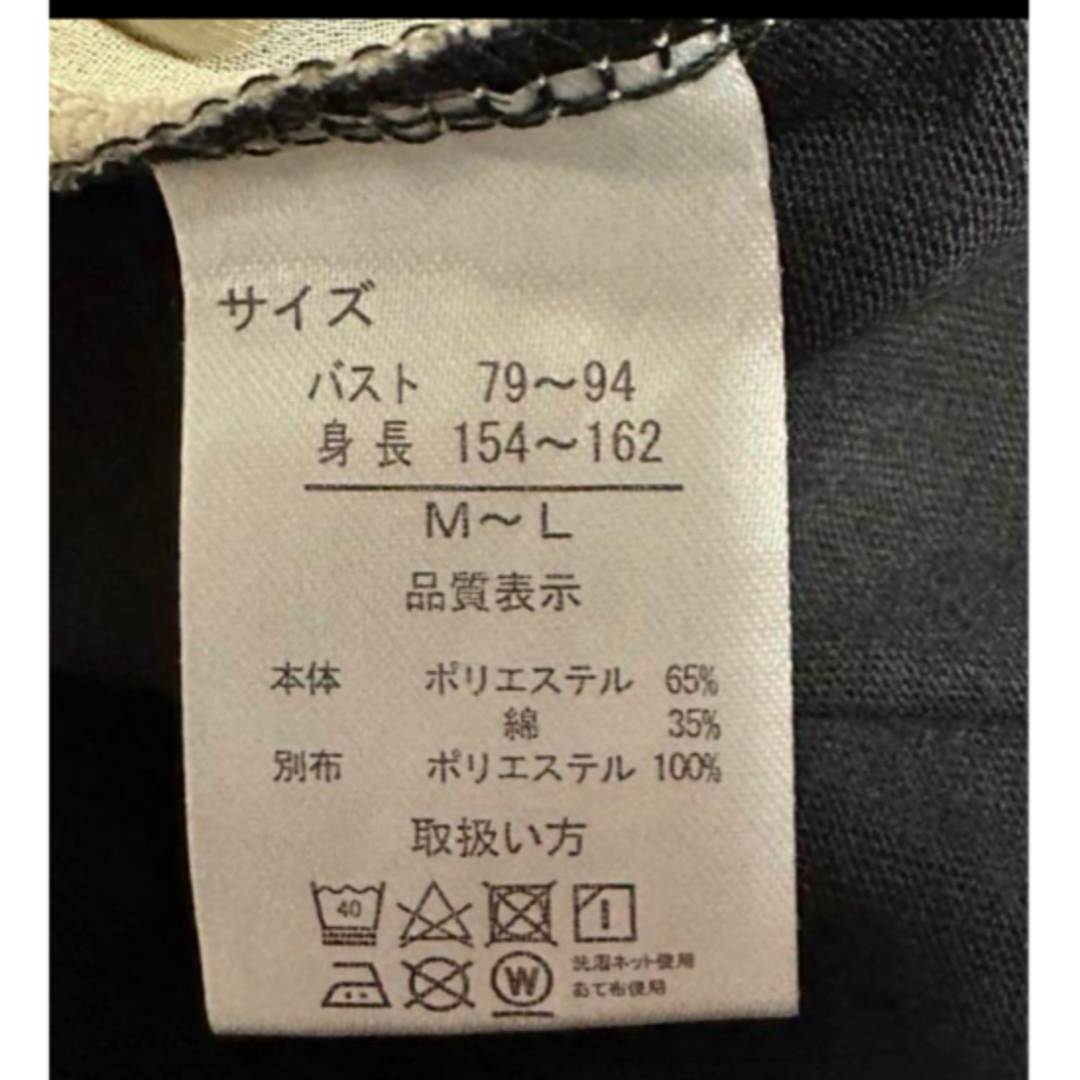 サイズ
バスト 79～94
身長 154～162
M～L
品質表示
本体 ポリエステル 65%
綿 35%
別布 ポリエステル 100%
取扱い方
40
W
洗濯ネット使用
あて布使用